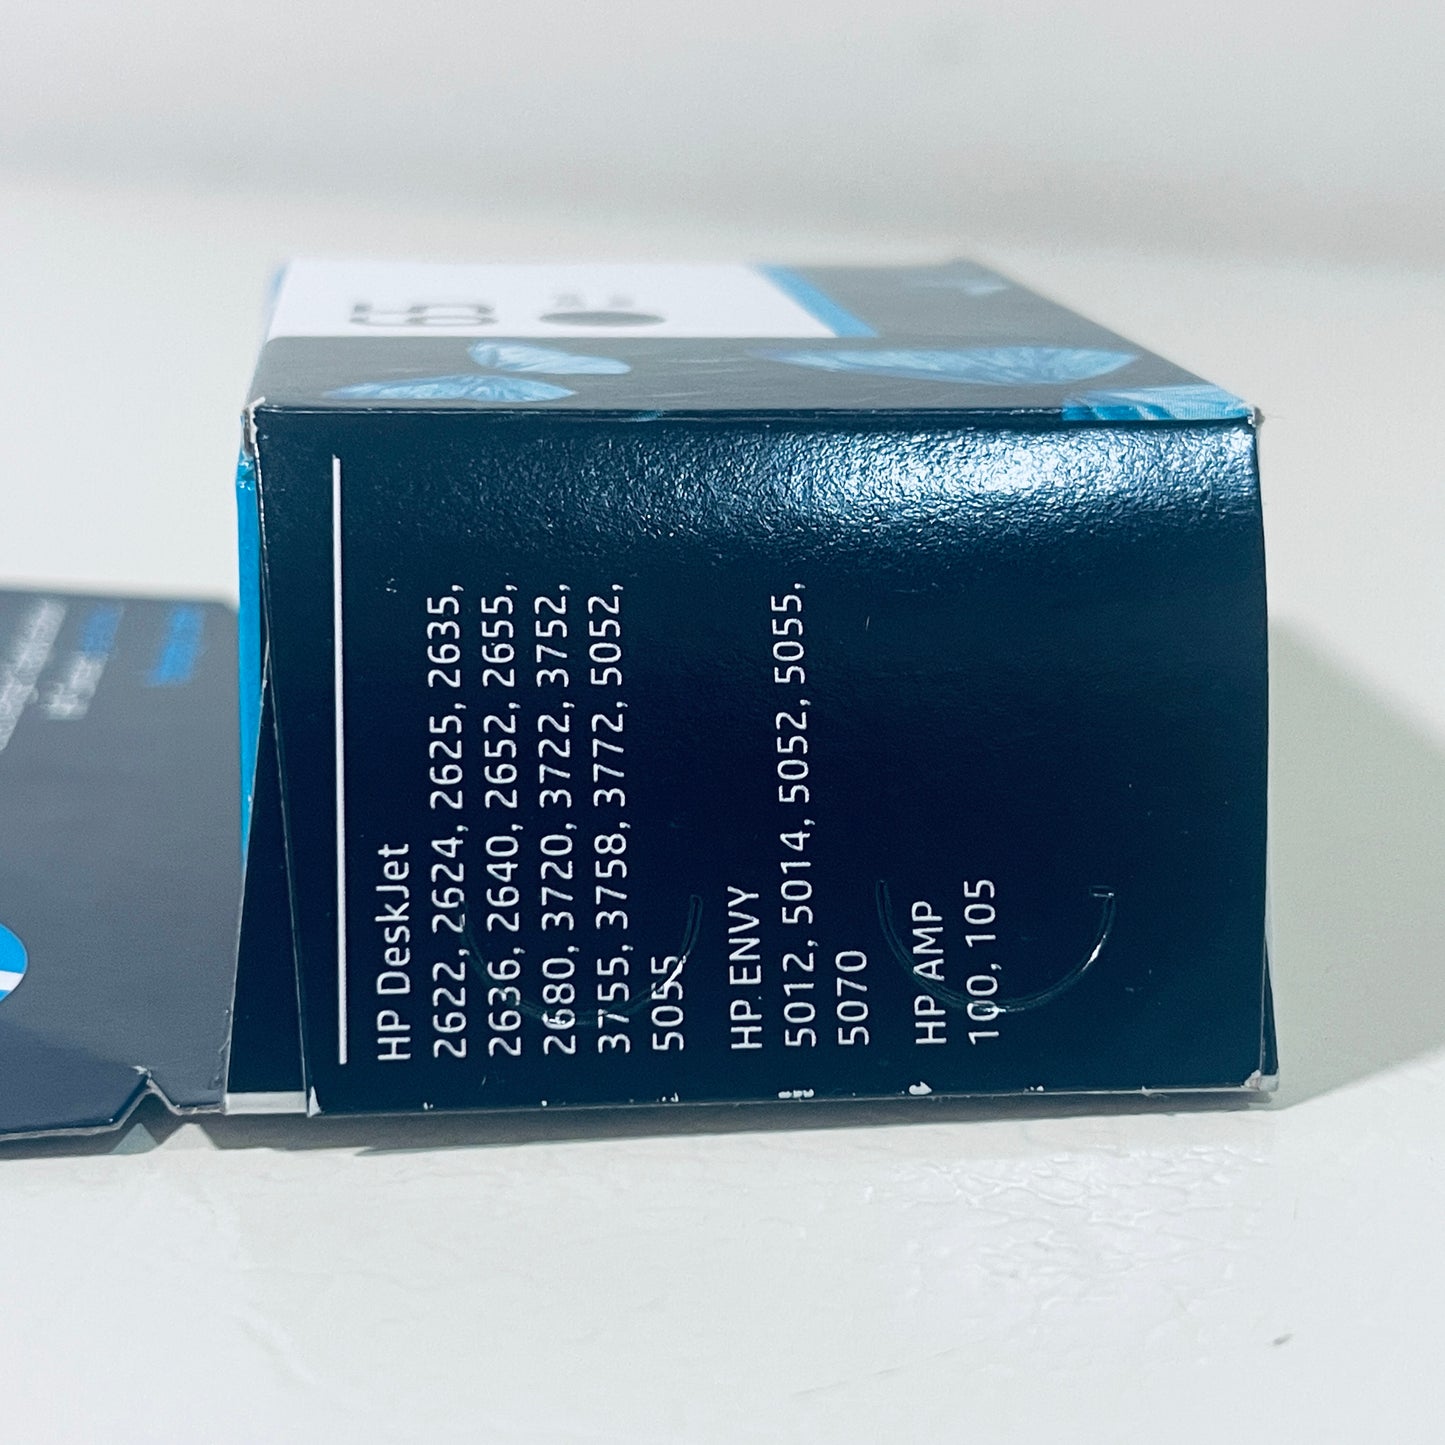 65
HP DeskJet
2622, 2624, 2625, 2635,
2636, 2640, 2652, 2655,
2680, 3720, 3722, 3752,
3755, 3758, 3772, 5052,
5055
HP ENVY
5012, 5014, 5052, 5055,
5070
HP AMP
100, 105